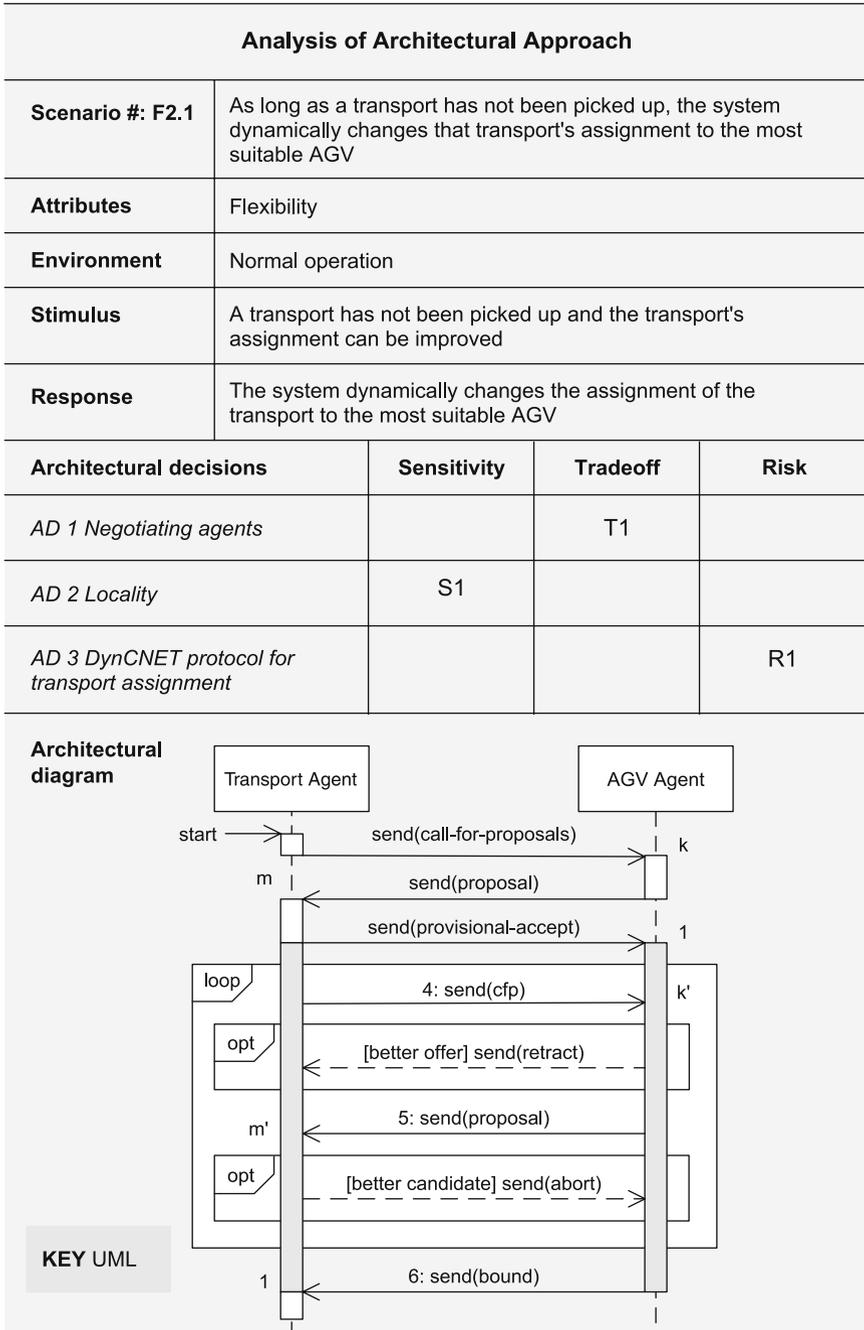 Analysis of Architectural Approach
Scenario #: F2.1
As long as a transport has not been picked up, the system
dynamically changes that transport's assignment to the most
suitable AGV
Attributes
Flexibility
Environment
Normal operation
Stimulus
A transport has not been picked up and the transport's
assignment can be improved
Response
The system dynamically changes the assignment of the
transport to the most suitable AGV
Architectural decisions
Sensitivity
Tradeoff
Risk
AD 1 Negotiating agents
T1
AD 2 Locality
S1
AD 3 DynCNET protocol for
transport assignment
R1
Architectural
diagram
Transport Agent
AGV Agent
start
send(call-for-proposals)
k
m
send(proposal)
send(provisional-accept)
1
loop
4: send(cfp)
k'
opt
[better offer] send(retract)
m'
5: send(proposal)
opt
[better candidate] send(abort)
KEY UML
1
6: send(bound)